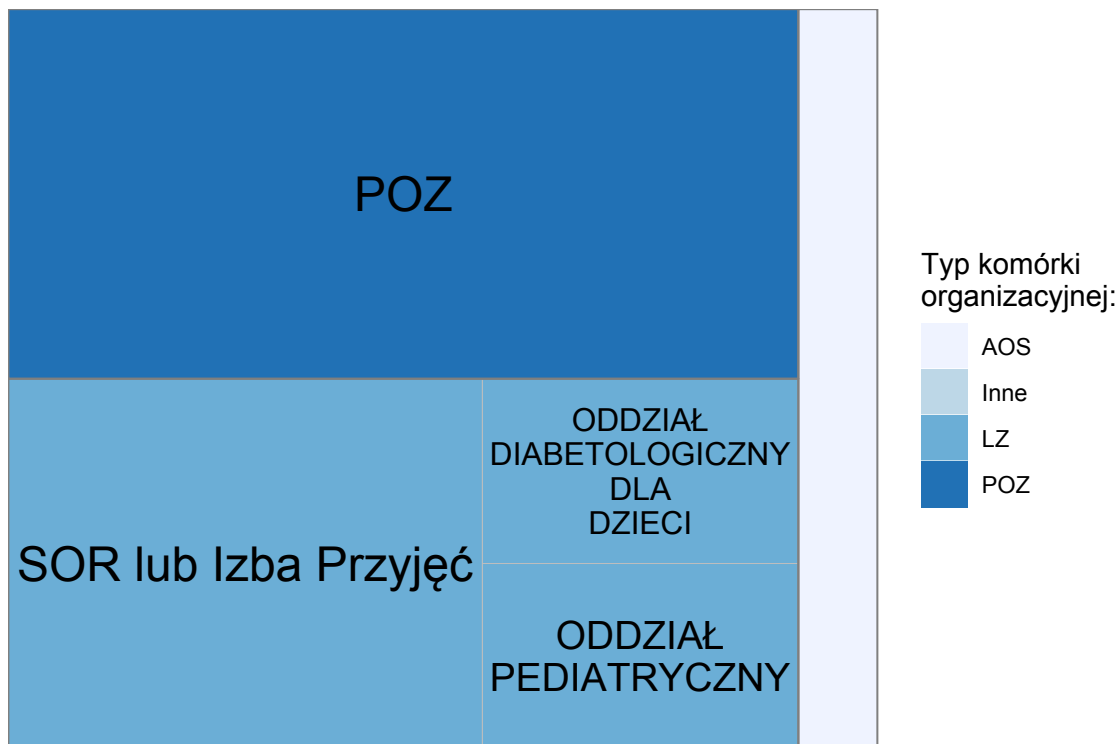 POZ
SOR lub Izba Przyjęć
ODDZIAŁ
DIABETOLOGICZNY
DLA
DZIECI
ODDZIAŁ
PEDIATRYCZNY
Typ komórki
organizacyjnej:
AOS
Inne
LZ
POZ